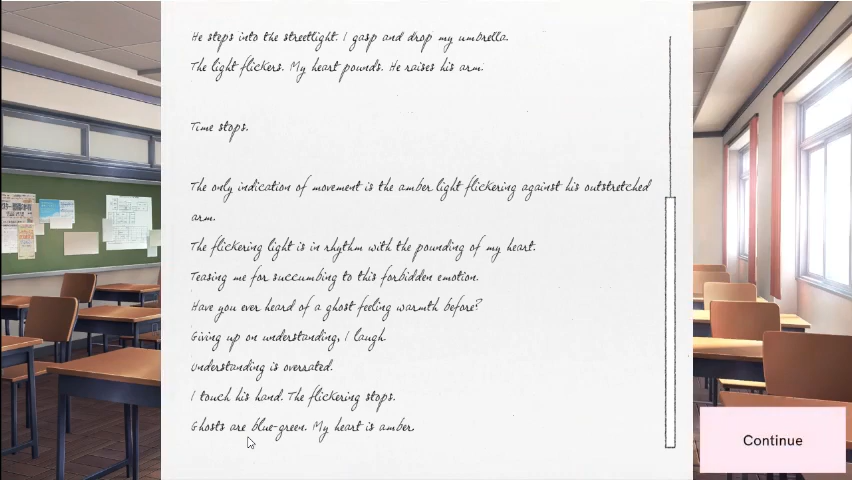 He steps into the streetlight. I gasp and drop my umbrella.
The light flickers. My heart pounds. He raises his arm.
Time stops.
The only indication of movement is the amber light flickering against his outstretched
arm.
The flickering light is in rhythm with the pounding of my heart.
Teasing me for succumbing to this forbidden emotion.
Have you ever heard of a ghost feeling warmth before?
Giving up on understanding, I laugh.
Understanding is overrated.
I touch his hand. The flickering stops.
Ghosts are blue-green. My heart is amber.
Continue